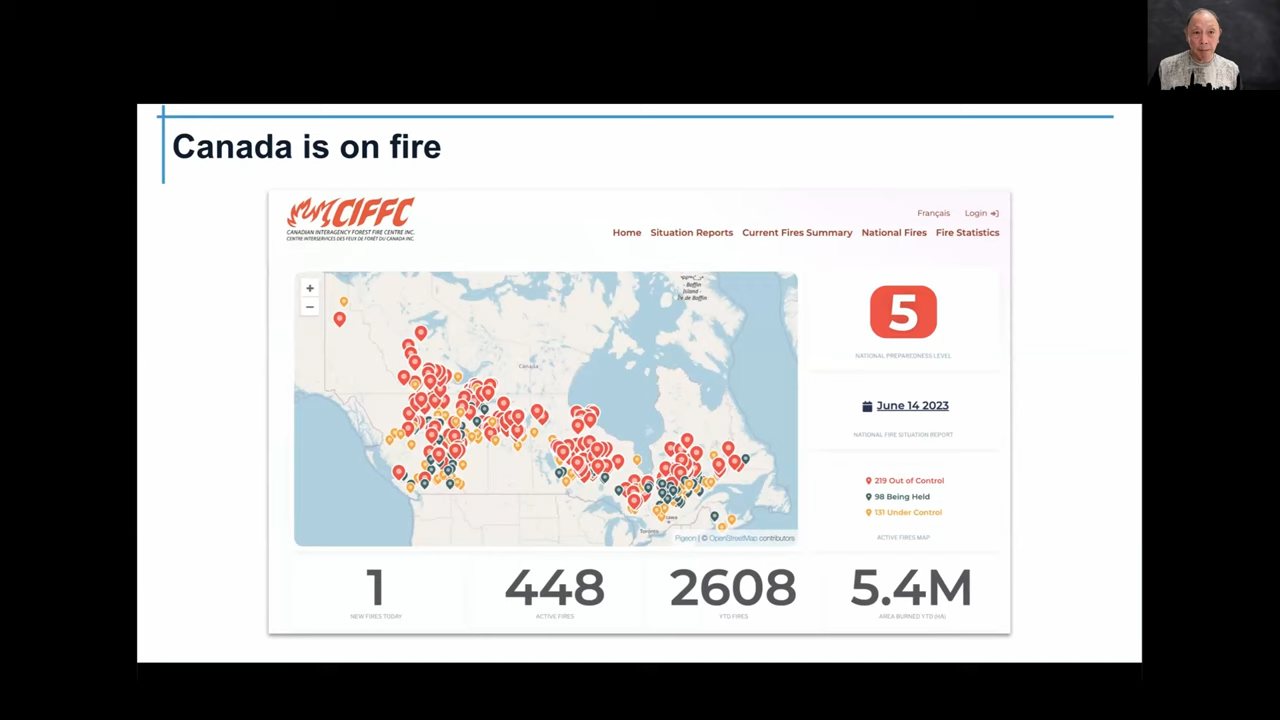 Canada is on fire
CIFFC
CANADIAN INTERAGENCY FOREST FIRE CENTRE INC.
CENTRE INTERSERVICES DES FEUX DE FORÊT DU CANADA INC.
Français Login
Home Situation Reports Current Fires Summary National Fires Fire Statistics
+
−
Baffin
Island -
Île de Baffin
Canada
Toronto
Pigeon | © OpenStreetMap contributors
5
NATIONAL PREPAREDNESS LEVEL
June 14 2023
NATIONAL FIRE SITUATION REPORT
219 Out of Control
98 Being Held
131 Under Control
ACTIVE FIRES MAP
1
NEW FIRES TODAY
448
ACTIVE FIRES
2608
YTD FIRES
5.4M
AREA BURNED YTD (HA)